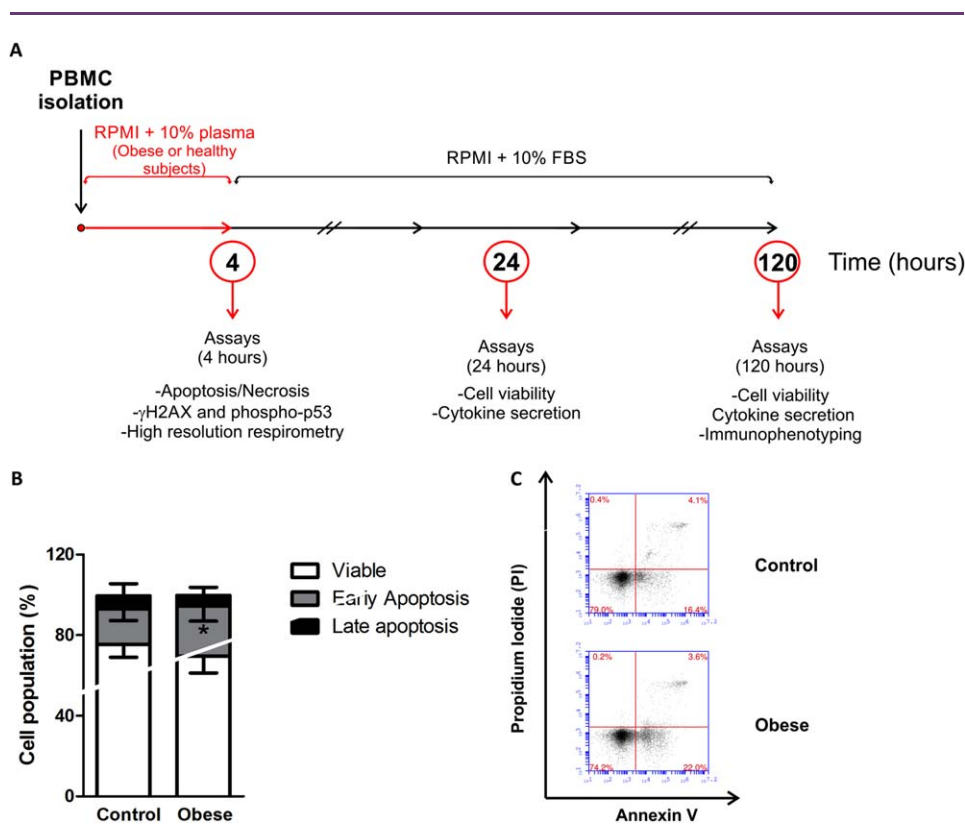 A
PBMC
isolation
RPMI + 10% plasma
(Obese or healthy
subjects)
RPMI + 10% FBS
4
24
120
Time (hours)
Assays
(4 hours)
-Apoptosis/Necrosis
-γH2AX and phospho-p53
-High resolution respirometry
Assays
(24 hours)
-Cell viability
-Cytokine secretion
Assays
(120 hours)
-Cell viability
Cytokine secretion
-Immunophenotyping
B
Cell population (%)
120
80
40
0
*
Control
Obese
Viable
Early Apoptosis
Late apoptosis
C
Propidium Iodide (PI)
0.4%
4.1%
79.0%
16.4%
Control
0.2%
3.6%
74.2%
22.0%
Obese
Annexin V